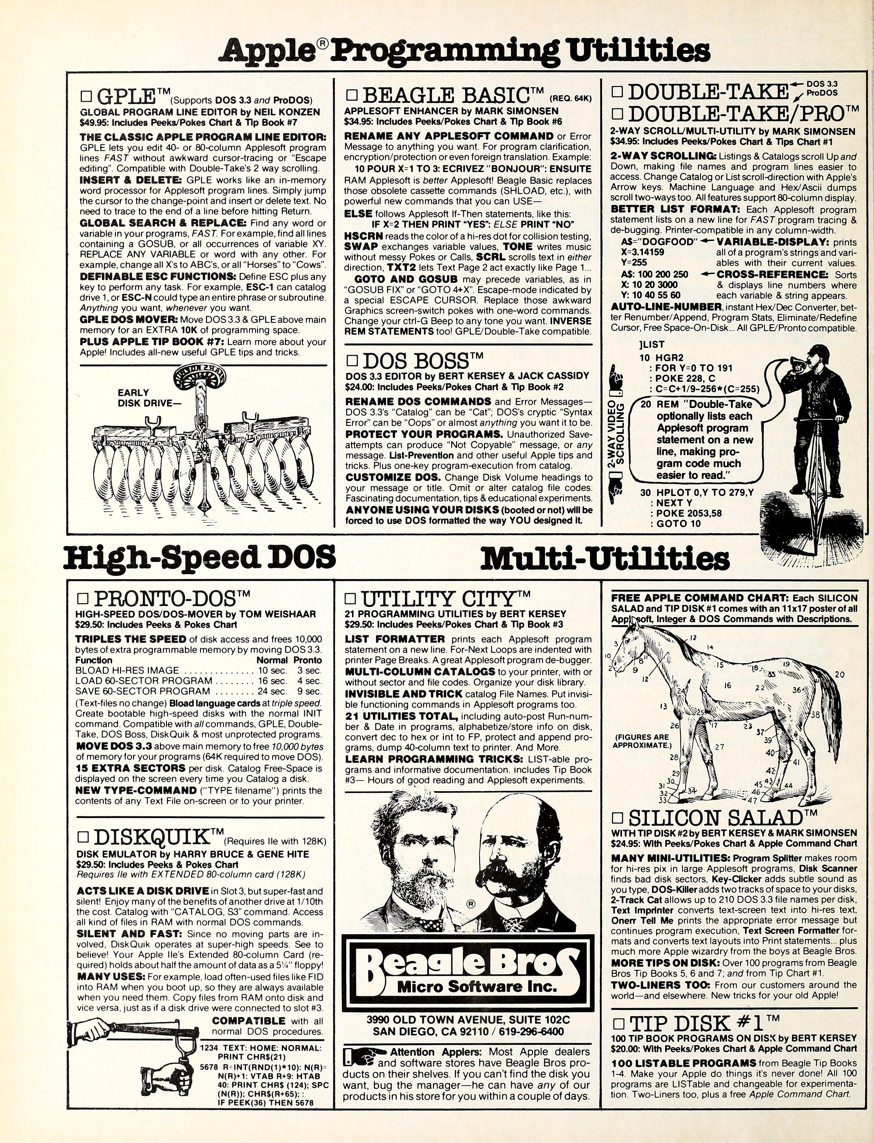 Apple® Programming Utilities
□ GPLE™ (Supports DOS 3.3 and ProDOS)
GLOBAL PROGRAM LINE EDITOR by NEIL KONZEN
$49.95: Includes Peeks/Pokes Chart & Tip Book #7
THE CLASSIC APPLE PROGRAM LINE EDITOR:
GPLE lets you edit 40- or 80-column Applesoft program
lines FAST without awkward cursor-tracing or "Escape
editing". Compatible with Double-Take's 2 way scrolling.
INSERT & DELETE: GPLE works like an in-memory
word processor for Applesoft program lines. Simply jump
the cursor to the change-point and insert or delete text. No
need to trace to the end of a line before hitting Return.
GLOBAL SEARCH & REPLACE: Find any word or
variable in your programs, FAST. For example, find all lines
containing a GOSUB, or all occurences of variable XY.
REPLACE ANY VARIABLE or word with any other. For
example, change all X's to ABC's, or all "Horses" to "Cows".
DEFINABLE ESC FUNCTIONS: Define ESC plus any
key to perform any task. For example, ESC-1 can catalog
drive 1, or ESC-N could type an entire phrase or subroutine.
Anything you want, whenever you want.
GPLE DOS MOVER: Move DOS 3.3 & GPLE above main
memory for an EXTRA 10K of programming space.
PLUS APPLE TIP BOOK #7: Learn more about your
Apple! Includes all-new useful GPLE tips and tricks.
EARLY
DISK DRIVE—
□ BEAGLE BASIC™ (REQ. 64K)
APPLESOFT ENHANCER by MARK SIMONSEN
$34.95: Includes Peeks/Pokes Chart & Tip Book #6
RENAME ANY APPLESOFT COMMAND or Error
Message to anything you want. For program clarification,
encryption/protection or even foreign translation. Example:
10 POUR X=1 TO 3: ECRIVEZ "BONJOUR": ENSUITE
RAM Applesoft is better Applesoft! Beagle Basic replaces
those obsolete cassette commands (SHLOAD, etc.), with
powerful new commands that you can USE—
ELSE follows Applesoft If-Then statements, like this:
IF X=2 THEN PRINT "YES": ELSE PRINT "NO"
HSCRN reads the color of a hi-res dot for collision testing,
SWAP exchanges variable values, TONE writes music
without messy Pokes or Calls, SCRL scrolls text in either
direction, TXT2 lets Text Page 2 act exactly like Page 1...
GOTO AND GOSUB may precede variables, as in
"GOSUB FIX" or "GOTO 4+X". Escape-mode indicated by
a special ESCAPE CURSOR. Replace those awkward
Graphics screen-switch pokes with one-word commands.
Change your ctrl-G Beep to any tone you want. INVERSE
REM STATEMENTS too! GPLE/Double-Take compatible.
□ DOS BOSS™
DOS 3.3 EDITOR by BERT KERSEY & JACK CASSIDY
$24.00: Includes Peeks/Pokes Chart & Tip Book #2
RENAME DOS COMMANDS and Error Messages—
DOS 3.3's "Catalog" can be "Cat"; DOS's cryptic "Syntax
Error" can be "Oops" or almost anything you want it to be.
PROTECT YOUR PROGRAMS. Unauthorized Save-
attempts can produce "Not Copyable" message, or any
message. List-Prevention and other useful Apple tips and
tricks. Plus one-key program-execution from catalog.
CUSTOMIZE DOS. Change Disk Volume headings to
your message or title. Omit or alter catalog file codes.
Fascinating documentation, tips & educational experiments.
ANYONE USING YOUR DISKS (booted or not) will be
forced to use DOS formatted the way YOU designed it.
□ DOUBLE-TAKE DOS 3.3
ProDOS
□ DOUBLE-TAKE/PRO™
2-WAY SCROLL/MULTI-UTILITY by MARK SIMONSEN
$34.95: Includes Peeks/Pokes Chart & Tips Chart #1
2-WAY SCROLLING: Listings & Catalogs scroll Up and
Down, making file names and program lines easier to
access. Change Catalog or List scroll-direction with Apple's
Arrow keys. Machine Language and Hex/Ascii dumps
scroll two-ways too. All features support 80-column display.
BETTER LIST FORMAT: Each Applesoft program
statement lists on a new line for FAST program tracing &
de-bugging. Printer-compatible in any column-width.
A$="DOGFOOD" VARIABLE-DISPLAY: prints
X=3.14159 all of a program's strings and vari-
Y=255 ables with their current values.
A$: 100 200 250 CROSS-REFERENCE: Sorts
X: 10 20 3000 & displays line numbers where
Y: 10 40 55 60 each variable & string appears.
AUTO-LINE-NUMBER, instant Hex/Dec Converter, bet-
ter Renumber/Append, Program Stats, Eliminate/Redefine
Cursor, Free Space-On-Disk... All GPLE/Pronto compatible.
2-WAY VIDEO
SCROLLING
]LIST
10 HGR2
: FOR Y=0 TO 191
: POKE 228, C
: C=C+1/9-256*(C=255)
20 REM "Double-Take
optionally lists each
Applesoft program
statement on a new
line, making pro-
gram code much
easier to read."
30 HPLOT 0,Y TO 279,Y
: NEXT Y
: POKE 2053,58
: GOTO 10
High-Speed DOS
Multi-Utilities
□ PRONTO-DOS™
HIGH-SPEED DOS/DOS-MOVER by TOM WEISHAAR
$29.50: Includes Peeks & Pokes Chart
TRIPLES THE SPEED of disk access and frees 10,000
bytes of extra programmable memory by moving DOS 3.3.
Function Normal Pronto
BLOAD HI-RES IMAGE . . . . . . . . . . . . 10 sec. 3 sec.
LOAD 60-SECTOR PROGRAM . . . . . . . 16 sec. 4 sec.
SAVE 60-SECTOR PROGRAM . . . . . . . . 24 sec. 9 sec.
(Text-files no change) Bload language cards at triple speed.
Create bootable high-speed disks with the normal INIT
command. Compatible with all commands, GPLE, Double-
Take, DOS Boss, DiskQuik & most unprotected programs.
MOVE DOS 3.3 above main memory to free 10,000 bytes
of memory for your programs (64K required to move DOS).
15 EXTRA SECTORS per disk. Catalog Free-Space is
displayed on the screen every time you Catalog a disk.
NEW TYPE-COMMAND ("TYPE filename") prints the
contents of any Text File on-screen or to your printer.
□ DISKQUIK™ (Requires IIe with 128K)
DISK EMULATOR by HARRY BRUCE & GENE HITE
$29.50: Includes Peeks & Pokes Chart
Requires IIe with EXTENDED 80-column card (128K)
ACTS LIKE A DISK DRIVE in Slot 3, but super-fast and
silent! Enjoy many of the benefits of another drive at 1/10th
the cost. Catalog with "CATALOG, S3" command. Access
all kind of files in RAM with normal DOS commands.
SILENT AND FAST: Since no moving parts are in-
volved, DiskQuik operates at super-high speeds. See to
believe! Your Apple IIe's Extended 80-column Card (re-
quired) holds about half the amount of data as a 5¼" floppy!
MANY USES: For example, load often-used files like FID
into RAM when you boot up, so they are always available
when you need them. Copy files from RAM onto disk and
vice versa, just as if a disk drive were connected to slot #3.
COMPATIBLE with all
normal DOS procedures.
1234 TEXT: HOME: NORMAL:
PRINT CHR$(21)
5678 R=INT(RND(1)*10): N(R)=
N(R)+1: VTAB R+9: HTAB
40: PRINT CHR$ (124); SPC
(N(R)); CHR$(R+65); :
IF PEEK(36) THEN 5678
□ UTILITY CITY™
21 PROGRAMMING UTILITIES by BERT KERSEY
$29.50: Includes Peeks/Pokes Chart & Tip Book #3
LIST FORMATTER prints each Applesoft program
statement on a new line. For-Next Loops are indented with
printer Page Breaks. A great Applesoft program de-bugger.
MULTI-COLUMN CATALOGS to your printer, with or
without sector and file codes. Organize your disk library.
INVISIBLE AND TRICK catalog File Names. Put invisi-
ble functioning commands in Applesoft programs too.
21 UTILITIES TOTAL, including auto-post Run-num-
ber & Date in programs, alphabetize/store info on disk,
convert dec to hex or int to FP, protect and append pro-
grams, dump 40-column text to printer. And More.
LEARN PROGRAMMING TRICKS: LIST-able pro-
grams and informative documentation. includes Tip Book
#3— Hours of good reading and Applesoft experiments.
®
Beagle Bros
Micro Software Inc.
3990 OLD TOWN AVENUE, SUITE 102C
SAN DIEGO, CA 92110 / 619-296-6400
Attention Applers: Most Apple dealers
and software stores have Beagle Bros pro-
ducts on their shelves. If you can't find the disk you
want, bug the manager—he can have any of our
products in his store for you within a couple of days.
FREE APPLE COMMAND CHART: Each SILICON
SALAD and TIP DISK #1 comes with an 11x17 poster of all
Applesoft, Integer & DOS Commands with Descriptions.
(FIGURES ARE
APPROXIMATE.)
□ SILICON SALAD™
WITH TIP DISK #2 by BERT KERSEY & MARK SIMONSEN
$24.95: With Peeks/Pokes Chart & Apple Command Chart
MANY MINI-UTILITIES: Program Splitter makes room
for hi-res pix in large Applesoft programs, Disk Scanner
finds bad disk sectors, Key-Clicker adds subtle sound as
you type, DOS-Killer adds two tracks of space to your disks,
2-Track Cat allows up to 210 DOS 3.3 file names per disk,
Text Imprinter converts text-screen text into hi-res text,
Onerr Tell Me prints the appropriate error message but
continues program execution, Text Screen Formatter for-
mats and converts text layouts into Print statements... plus
much more Apple wizardry from the boys at Beagle Bros.
MORE TIPS ON DISK: Over 100 programs from Beagle
Bros Tip Books 5, 6 and 7; and from Tip Chart #1.
TWO-LINERS TOO: From our customers around the
world—and elsewhere. New tricks for your old Apple!
□ TIP DISK #1™
100 TIP BOOK PROGRAMS ON DISK by BERT KERSEY
$20.00: With Peeks/Pokes Chart & Apple Command Chart
100 LISTABLE PROGRAMS from Beagle Tip Books
1-4. Make your Apple do things it's never done! All 100
programs are LISTable and changeable for experimenta-
tion. Two-Liners too, plus a free Apple Command Chart.